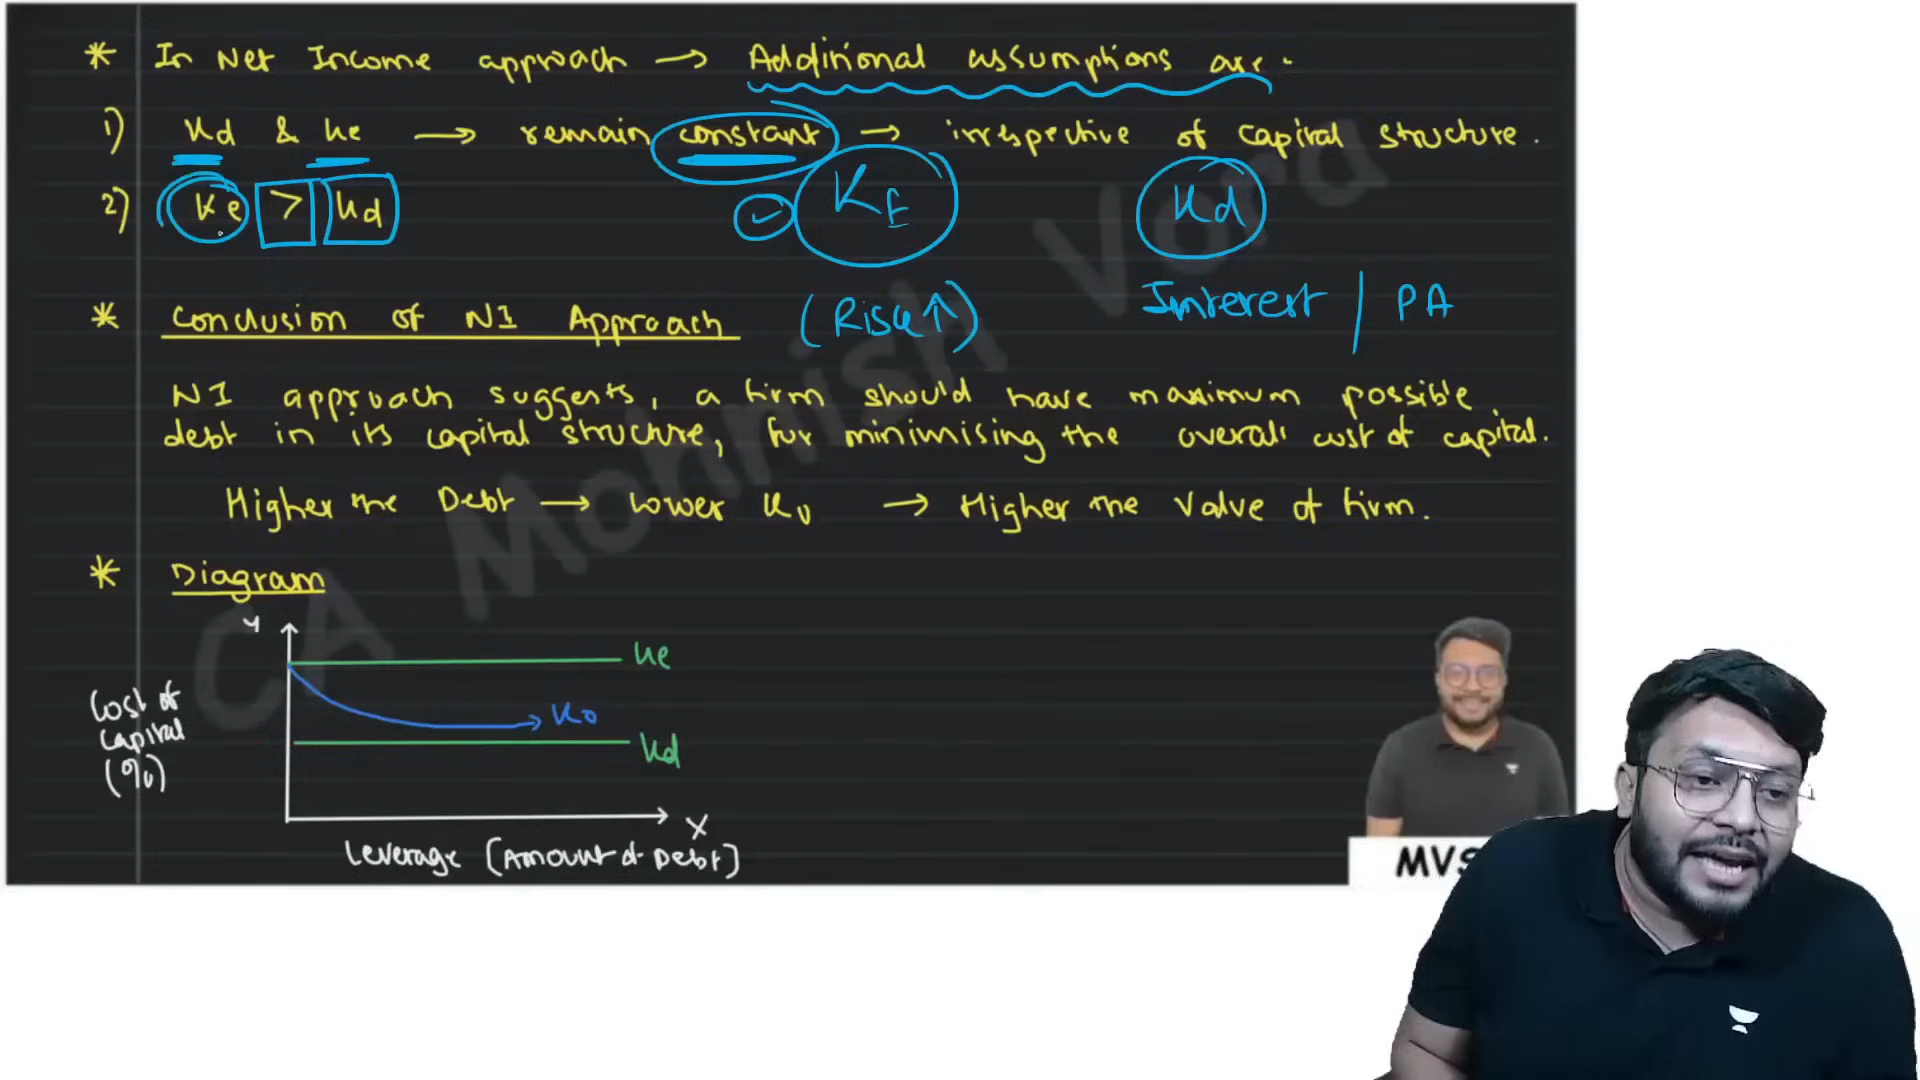 * In Net Income approach → Additional assumptions are.
1) Kd & Ke → remain constant → irrespective of capital structure.
2) Ke > Kd
KE Kd
(Risk↑) Interest / PA
* Conclusion of NI Approach
NI approach suggests, a firm should have maximum possible
debt in its capital structure, for minimising the overall cost of capital.
Higher the Debt → Lower Ko → Higher the Value of firm.
* Diagram
Y
Ke
Cost of
Capital
(%)
Ko
Kd
X
Leverage (Amount of Debt)
CA Mohnish Vora
MVS